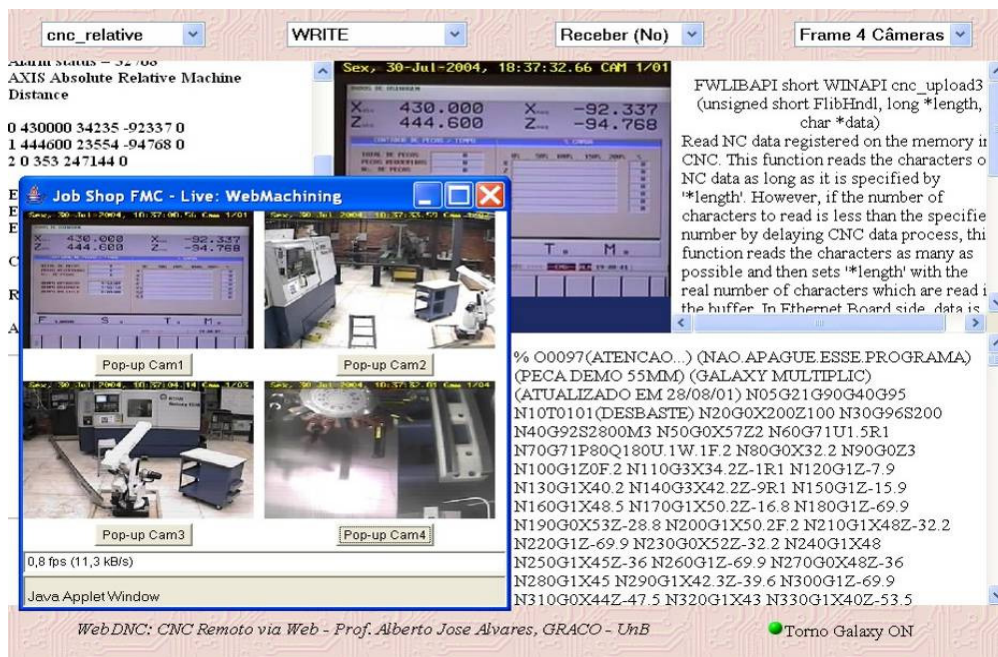 cnc_relative
WRITE
Receber (No)
Frame 4 Câmeras
AXIS Absolute Relative Machine
Distance
0 430000 34235 -92337 0
1 444600 23554 -94768 0
2 0 353 247144 0
Sex, 30-Jul-2004, 18:37:32.66 CAM 1/01
X 430.000 X -92.337
Z 444.600 Z -94.768
T M
FWLIBAPI short WINAPI cnc_upload3
(unsigned short FlibHndl, long *length,
char *data)
Read NC data registered on the memory in
CNC. This function reads the characters o
NC data as long as it is specified by
'*length'. However, if the number of
characters to read is less than the specifie
number by delaying CNC data process, thi
function reads the characters as many as
possible and then sets '*length' with the
real number of characters which are read i
the buffer. In Ethernet Board side, data is
Job Shop FMC - Live: WebMachining
X 430.000 X -92.337
Z 444.600 Z -94.768
F S T M
Pop-up Cam1
Pop-up Cam2
Pop-up Cam3
Pop-up Cam4
0,8 fps (11,3 kB/s)
Java Applet Window
% O0097(ATENCAO...) (NAO.APAGUE.ESSE.PROGRAMA)
(PECA DEMO 55MM) (GALAXY MULTIPLIC)
(ATUALIZADO EM 28/08/01) N05G21G90G40G95
N10T0101(DESBASTE) N20G0X200Z100 N30G96S200
N40G92S2800M3 N50G0X57Z2 N60G71U1.5R1
N70G71P80Q180U.1W.1F.2 N80G0X32.2 N90G0Z3
N100G1Z0F.2 N110G3X34.2Z-1R1 N120G1Z-7.9
N130G1X40.2 N140G3X42.2Z-9R1 N150G1Z-15.9
N160G1X48.5 N170G1X50.2Z-16.8 N180G1Z-69.9
N190G0X53Z-28.8 N200G1X50.2F.2 N210G1X48Z-32.2
N220G1Z-69.9 N230G0X52Z-32.2 N240G1X48
N250G1X45Z-36 N260G1Z-69.9 N270G0X48Z-36
N280G1X45 N290G1X42.3Z-39.6 N300G1Z-69.9
N310G0X44Z-47.5 N320G1X43 N330G1X40Z-53.5
WebDNC: CNC Remoto via Web - Prof. Alberto Jose Alvares, GRACO - UnB
Torno Galaxy ON